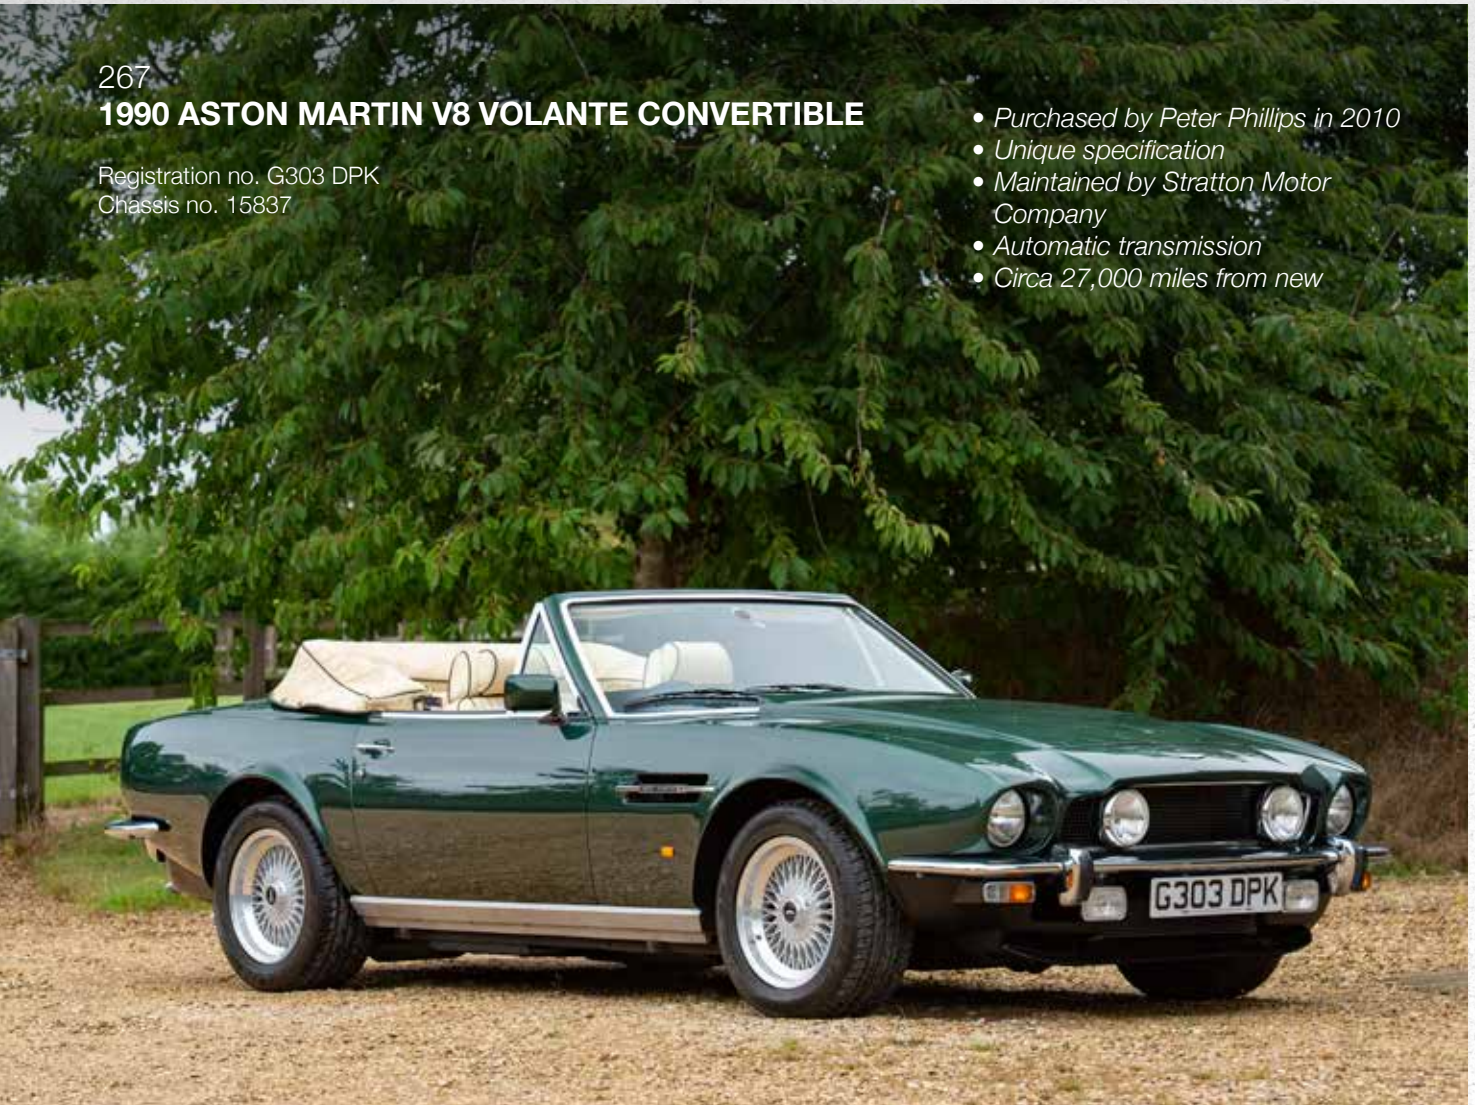 267
1990 ASTON MARTIN V8 VOLANTE CONVERTIBLE
Registration no. G303 DPK
Chassis no. 15837
• Purchased by Peter Phillips in 2010
• Unique specification
• Maintained by Stratton Motor
Company
• Automatic transmission
• Circa 27,000 miles from new
G303 DPK